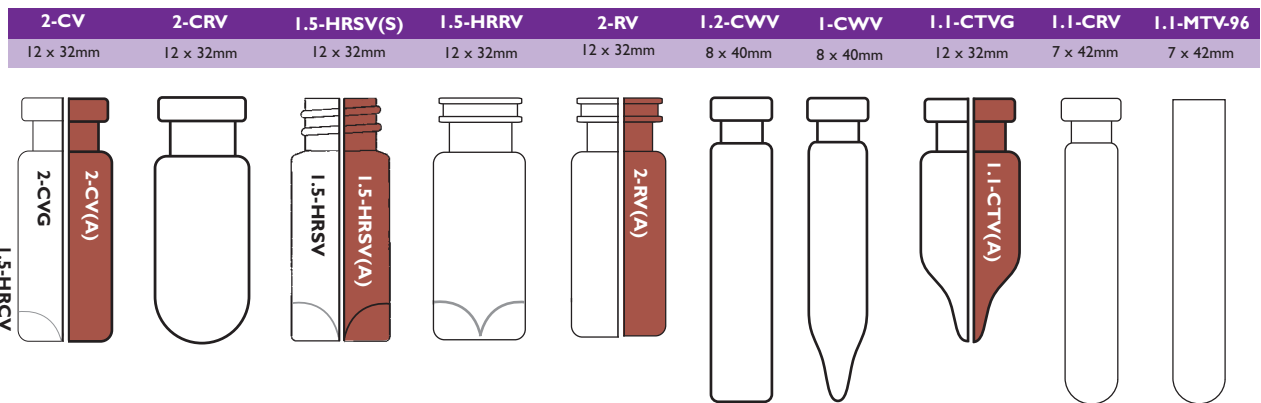 2-CV 2-CRV 1.5-HRSV(S) 1.5-HRRV 2-RV 1.2-CWV 1-CWV 1.1-CTVG 1.1-CRV 1.1-MTV-96
12 x 32mm 12 x 32mm 12 x 32mm 12 x 32mm 12 x 32mm 8 x 40mm 8 x 40mm 12 x 32mm 7 x 42mm 7 x 42mm
1.5-HRCV
2-CVG
2-CV(A)
1.5-HRSV
1.5-HRSV(A)
2-RV(A)
1.1-CTV(A)